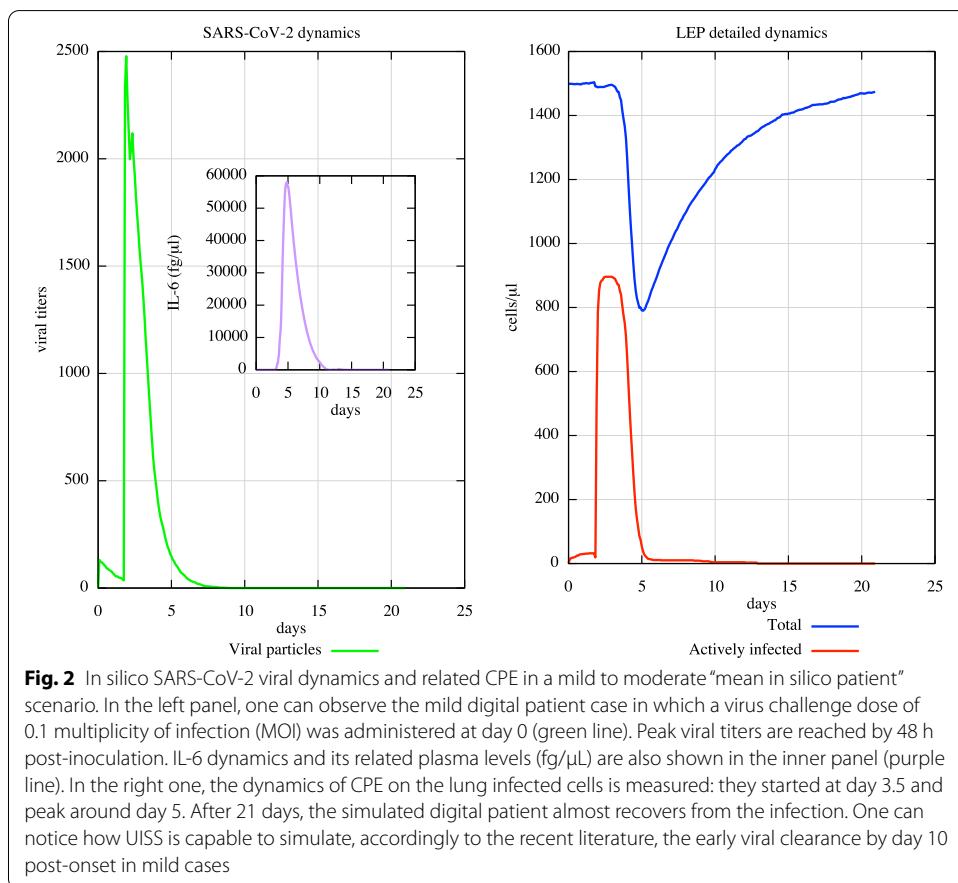 SARS-CoV-2 dynamics
2500
2000
1500
1000
500
0
viral titers
0 5 10 15 20 25
days
Viral particles
60000
50000
40000
30000
20000
10000
0
IL-6 (fg/μl)
0 5 10 15 20 25
days
LEP detailed dynamics
1600
1400
1200
1000
800
600
400
200
0
cells/μl
0 5 10 15 20 25
days
Total
Actively infected
Fig. 2 In silico SARS-CoV-2 viral dynamics and related CPE in a mild to moderate “mean in silico patient”
scenario. In the left panel, one can observe the mild digital patient case in which a virus challenge dose of
0.1 multiplicity of infection (MOI) was administered at day 0 (green line). Peak viral titers are reached by 48 h
post-inoculation. IL-6 dynamics and its related plasma levels (fg/μL) are also shown in the inner panel (purple
line). In the right one, the dynamics of CPE on the lung infected cells is measured: they started at day 3.5 and
peak around day 5. After 21 days, the simulated digital patient almost recovers from the infection. One can
notice how UISS is capable to simulate, accordingly to the recent literature, the early viral clearance by day 10
post-onset in mild cases